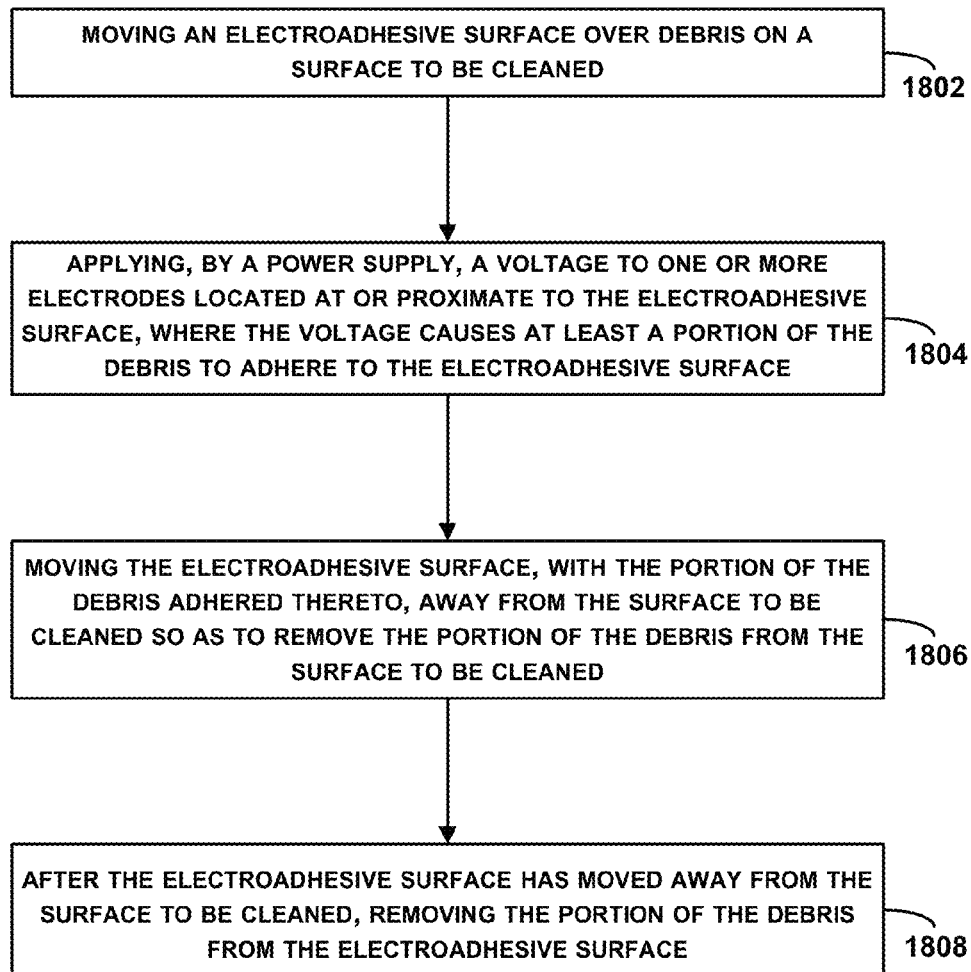 MOVING AN ELECTROADHESIVE SURFACE OVER DEBRIS ON A
SURFACE TO BE CLEANED
1802
APPLYING, BY A POWER SUPPLY, A VOLTAGE TO ONE OR MORE
ELECTRODES LOCATED AT OR PROXIMATE TO THE ELECTROADHESIVE
SURFACE, WHERE THE VOLTAGE CAUSES AT LEAST A PORTION OF THE
DEBRIS TO ADHERE TO THE ELECTROADHESIVE SURFACE
1804
MOVING THE ELECTROADHESIVE SURFACE, WITH THE PORTION OF THE
DEBRIS ADHERED THERETO, AWAY FROM THE SURFACE TO BE
CLEANED SO AS TO REMOVE THE PORTION OF THE DEBRIS FROM THE
SURFACE TO BE CLEANED
1806
AFTER THE ELECTROADHESIVE SURFACE HAS MOVED AWAY FROM THE
SURFACE TO BE CLEANED, REMOVING THE PORTION OF THE DEBRIS
FROM THE ELECTROADHESIVE SURFACE
1808